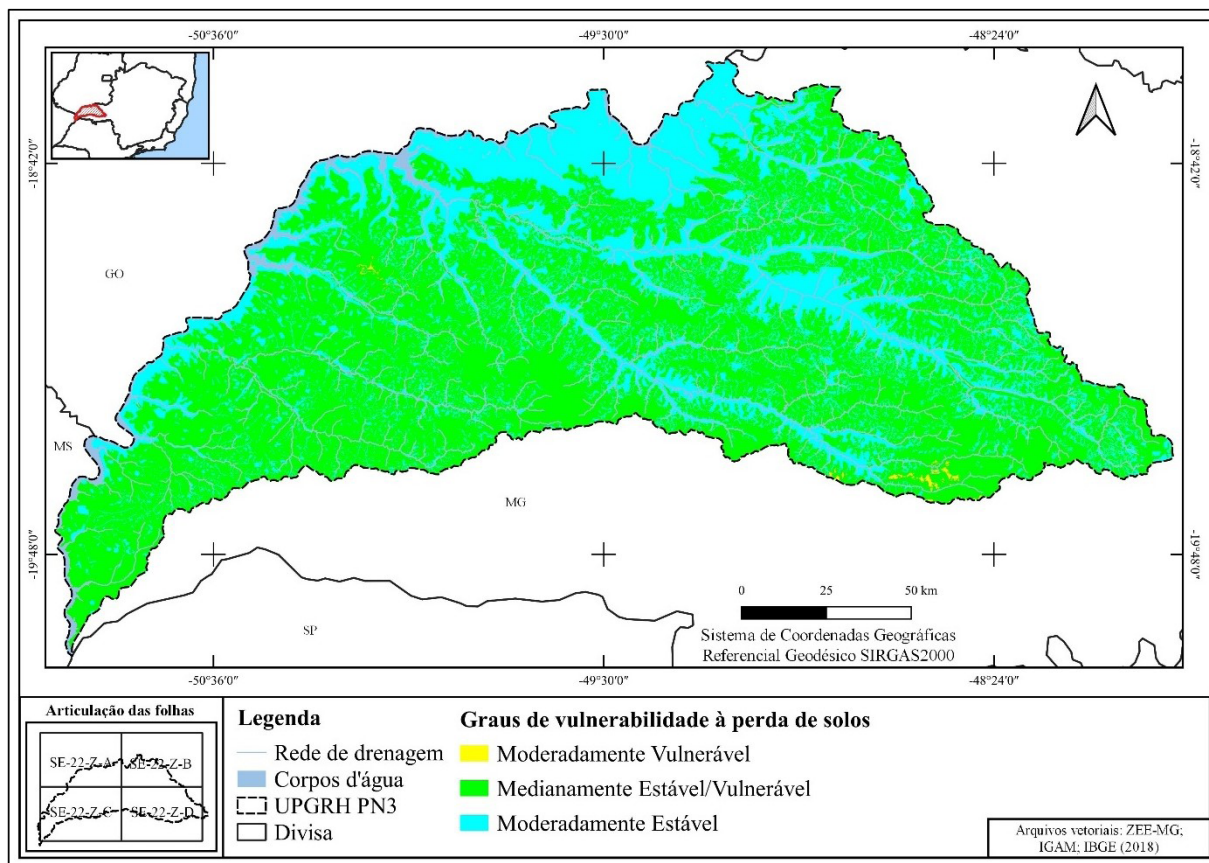 -50°36'0"
-49°30'0"
-48°24'0"
-18°42'0"
-18°42'0"
GO
MS
MG
-19°48'0"
-19°48'0"
0 25 50 km
SP
Sistema de Coordenadas Geográficas
Referencial Geodésico SIRGAS2000
-50°36'0"
-49°30'0"
-48°24'0"
Articulação das folhas
SE-22-Z-A
SE-22-Z-B
SE-22-Z-C
SE-22-Z-D
Legenda
Rede de drenagem
Corpos d'água
UPGRH PN3
Divisa
Graus de vulnerabilidade à perda de solos
Moderadamente Vulnerável
Medianamente Estável/Vulnerável
Moderadamente Estável
Arquivos vetoriais: ZEE-MG;
IGAM; IBGE (2018)